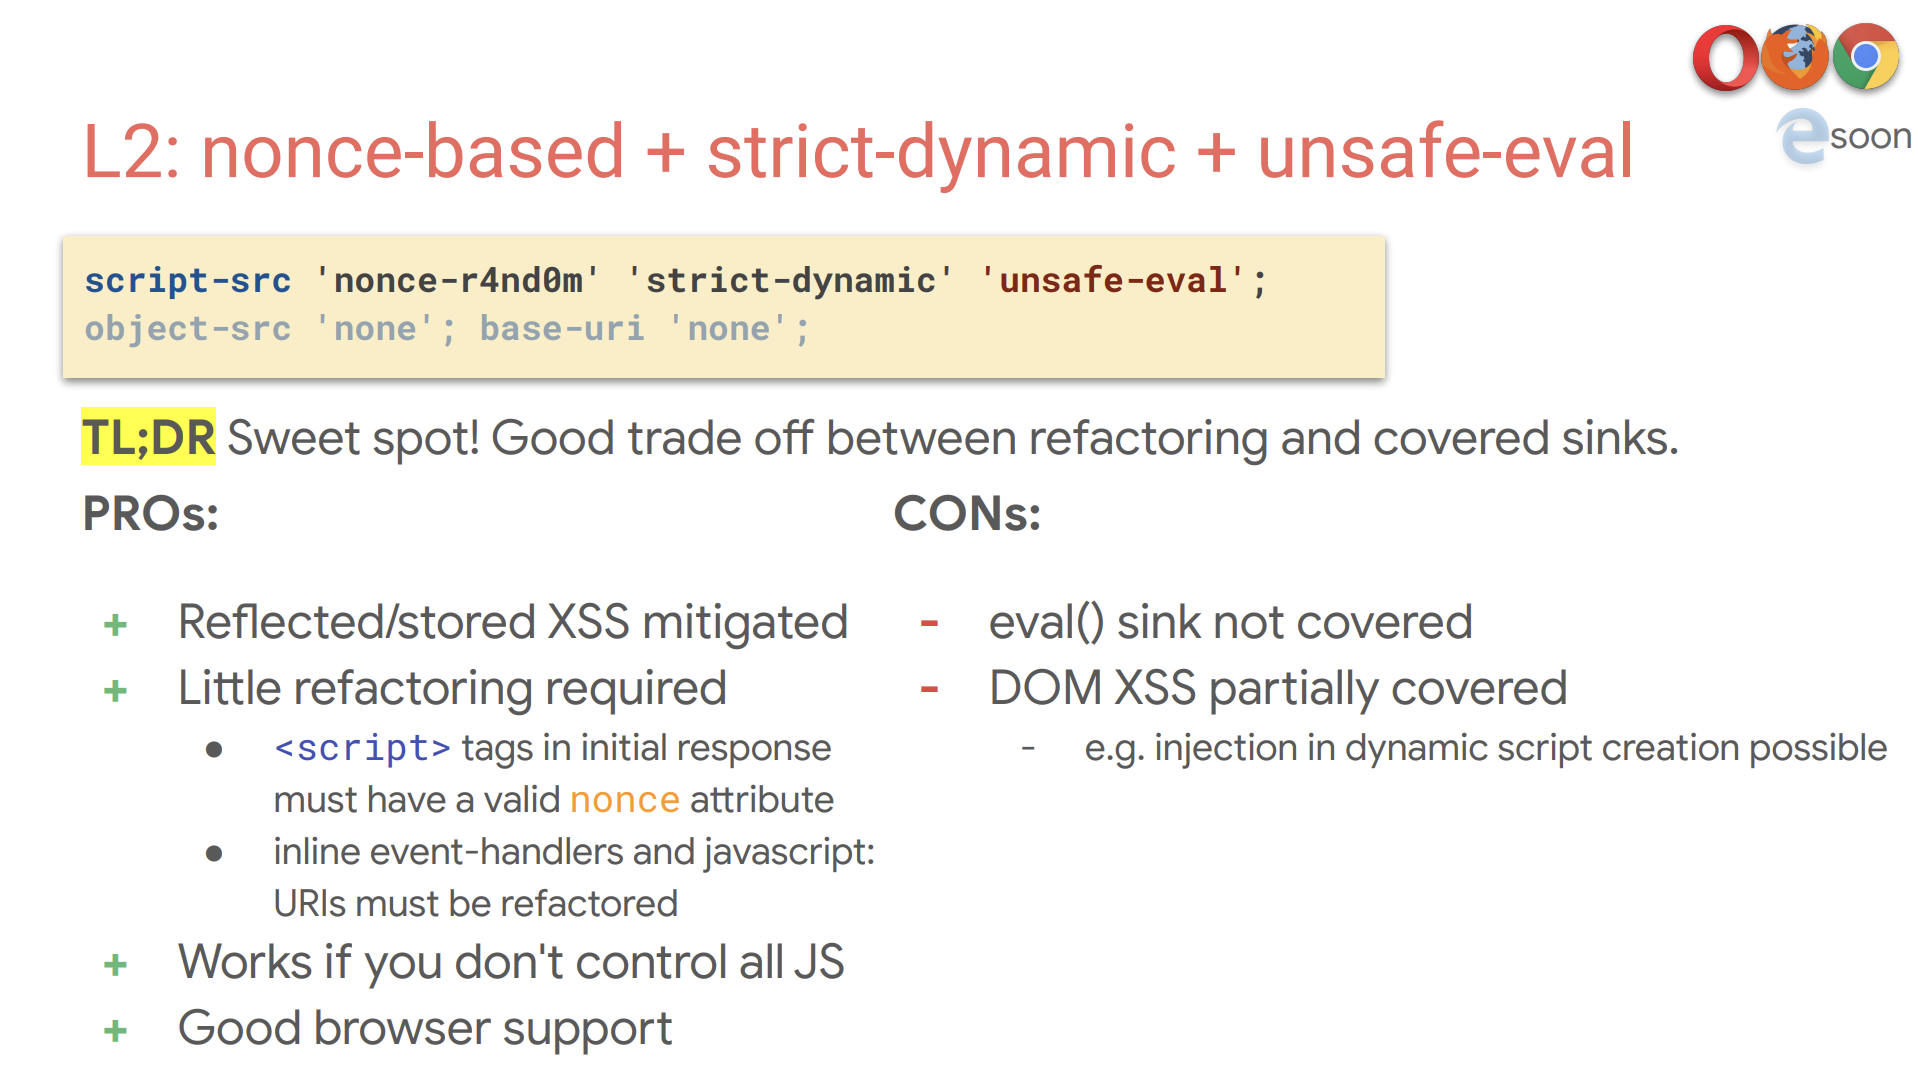 soon
L2: nonce-based + strict-dynamic + unsafe-eval
script-src 'nonce-r4nd0m' 'strict-dynamic' 'unsafe-eval';
object-src 'none'; base-uri 'none';
TL;DR Sweet spot! Good trade off between refactoring and covered sinks.
PROs:
+ Reflected/stored XSS mitigated
+ Little refactoring required
● <script> tags in initial response
must have a valid nonce attribute
● inline event-handlers and javascript:
URIs must be refactored
+ Works if you don't control all JS
+ Good browser support
CONs:
- eval() sink not covered
- DOM XSS partially covered
- e.g. injection in dynamic script creation possible